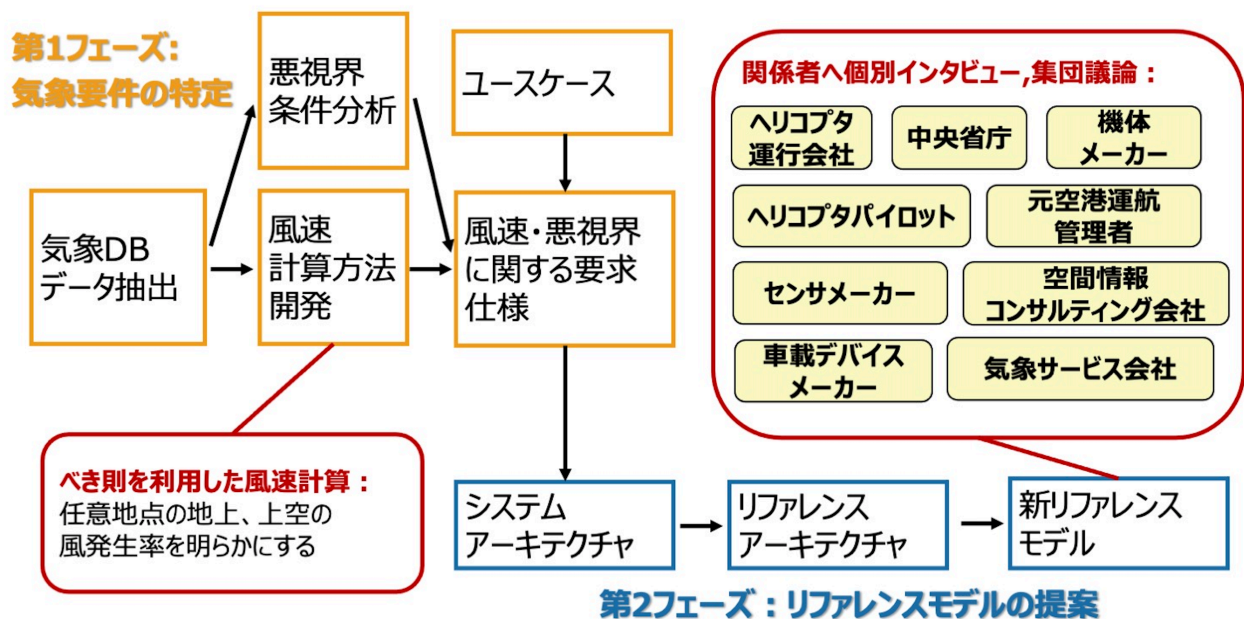 第1フェーズ:
気象要件の特定
悪視界
条件分析
ユースケース
気象DB
データ抽出
風速
計算方法
開発
風速・悪視界
に関する要求
仕様
べき則を利用した風速計算：
任意地点の地上、上空の
風発生率を明らかにする
関係者へ個別インタビュー,集団議論：
ヘリコプタ
運行会社
中央省庁
機体
メーカー
ヘリコプタパイロット
元空港運航
管理者
センサメーカー
空間情報
コンサルティング会社
車載デバイス
メーカー
気象サービス会社
システム
アーキテクチャ
リファレンス
アーキテクチャ
新リファレンス
モデル
第2フェーズ：リファレンスモデルの提案